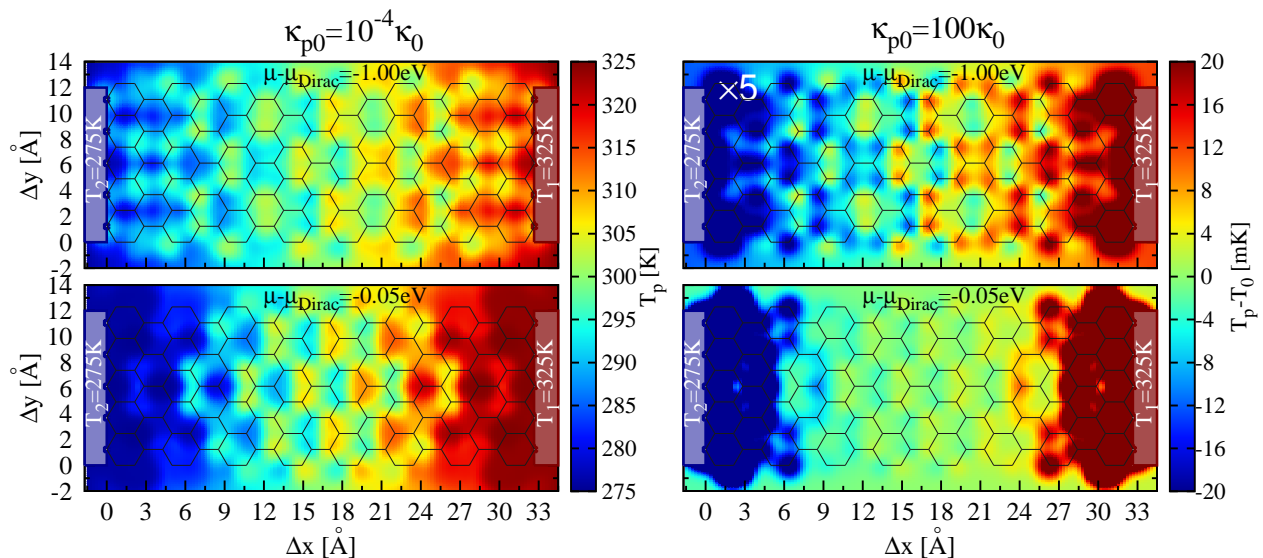 κp0=10-4κ0
κp0=100κ0
μ-μDirac=-1.00eV
T2=275K
T1=325K
Δy [Å]
14
12
10
8
6
4
2
0
-2
μ-μDirac=-1.00eV
×5
T2=275K
T1=325K
μ-μDirac=-0.05eV
T2=275K
T1=325K
Δy [Å]
14
12
10
8
6
4
2
0
-2
0 3 6 9 12 15 18 21 24 27 30 33
Δx [Å]
325
320
315
310
305
300
295
290
285
280
275
Tp [K]
μ-μDirac=-0.05eV
T2=275K
T1=325K
0 3 6 9 12 15 18 21 24 27 30 33
Δx [Å]
20
16
12
8
4
0
-4
-8
-12
-16
-20
Tp-T0 [mK]